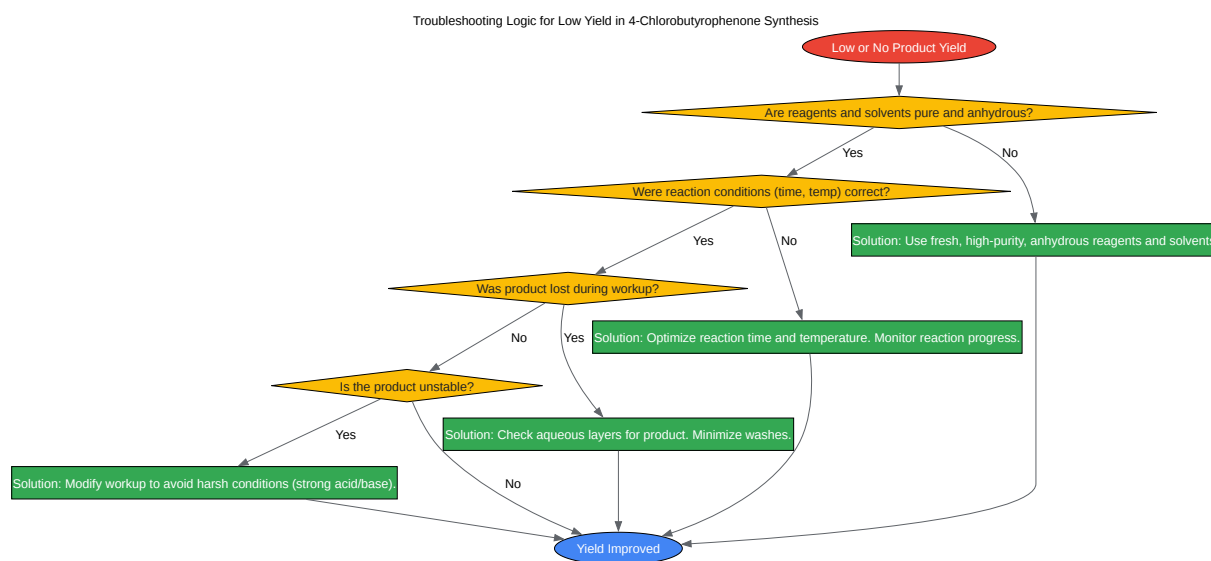 Troubleshooting Logic for Low Yield in 4-Chlorobutyrophenone Synthesis
Low or No Product Yield
Are reagents and solvents pure and anhydrous?
Yes
No
Were reaction conditions (time, temp) correct?
Yes
No
Solution: Use fresh, high-purity, anhydrous reagents and solvents
Was product lost during workup?
No
Yes
Solution: Optimize reaction time and temperature. Monitor reaction progress.
Is the product unstable?
Yes
No
Solution: Check aqueous layers for product. Minimize washes.
Solution: Modify workup to avoid harsh conditions (strong acid/base).
Yield Improved